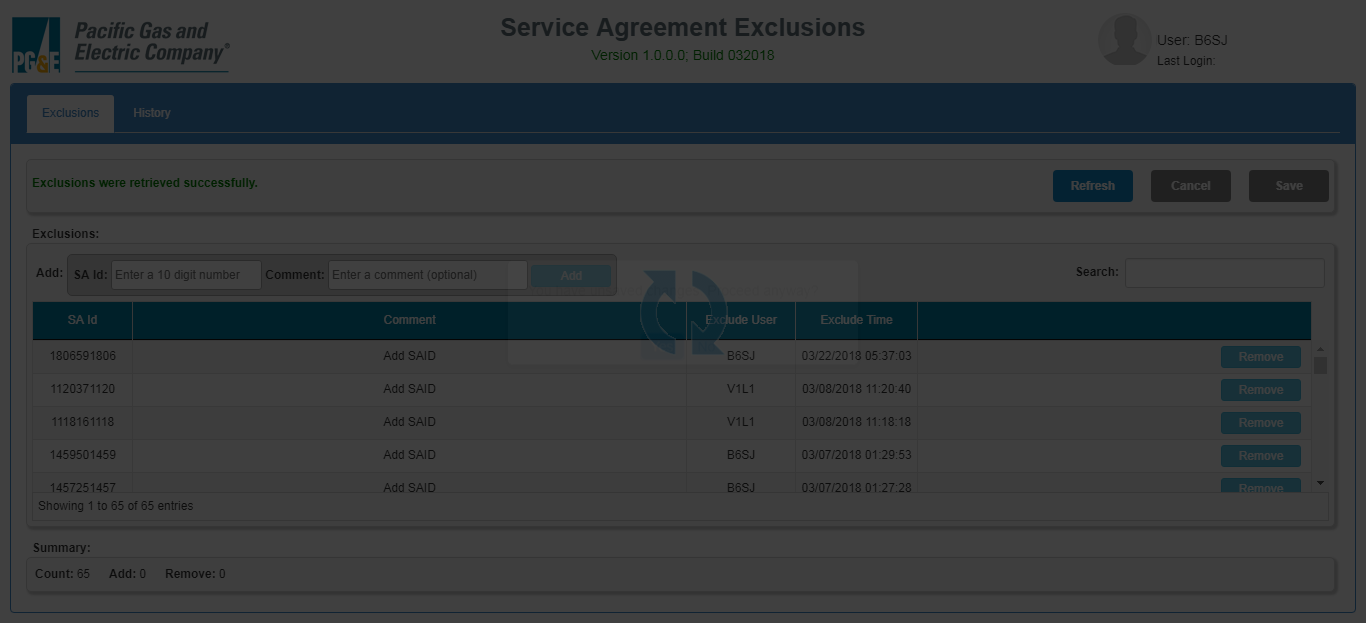 Pacific Gas and
Electric Company®
PG&E
Service Agreement Exclusions
Version 1.0.0.0; Build 032018
User: B6SJ
Last Login:
Exclusions History
Exclusions were retrieved successfully.
Refresh Cancel Save
Exclusions:
Add: SA Id: Enter a 10 digit number Comment: Enter a comment (optional) Add Search:
SA Id Comment Exclude User Exclude Time
1806591806 Add SAID B6SJ 03/22/2018 05:37:03 Remove
1120371120 Add SAID V1L1 03/08/2018 11:20:40 Remove
1118161118 Add SAID V1L1 03/08/2018 11:18:18 Remove
1459501459 Add SAID B6SJ 03/07/2018 01:29:53 Remove
1457251457 Add SAID B6SJ 03/07/2018 01:27:28 Remove
Showing 1 to 65 of 65 entries
Summary:
Count: 65 Add: 0 Remove: 0